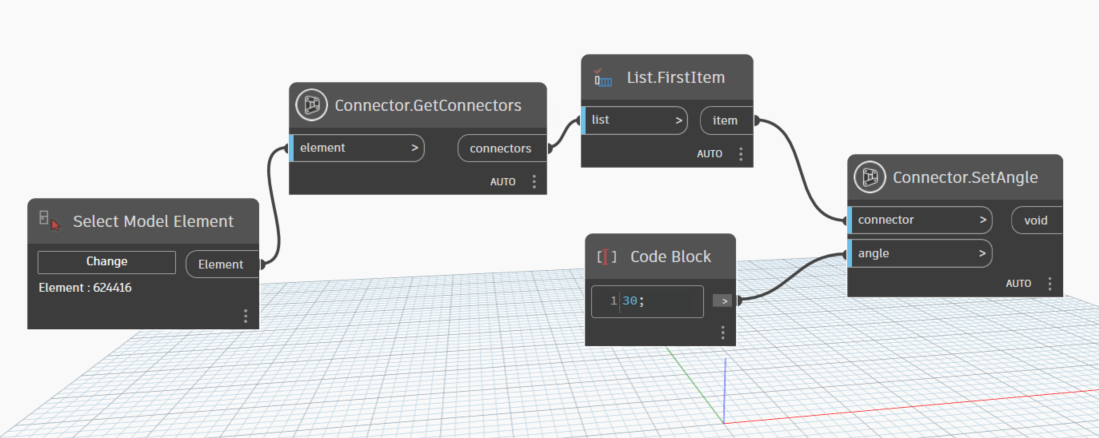 Select Model Element
Change
Element
Element : 624416
Connector.GetConnectors
element >
connectors
AUTO
List.FirstItem
list >
item
AUTO
Code Block
1 30;
>
Connector.SetAngle
connector >
void
angle >
AUTO